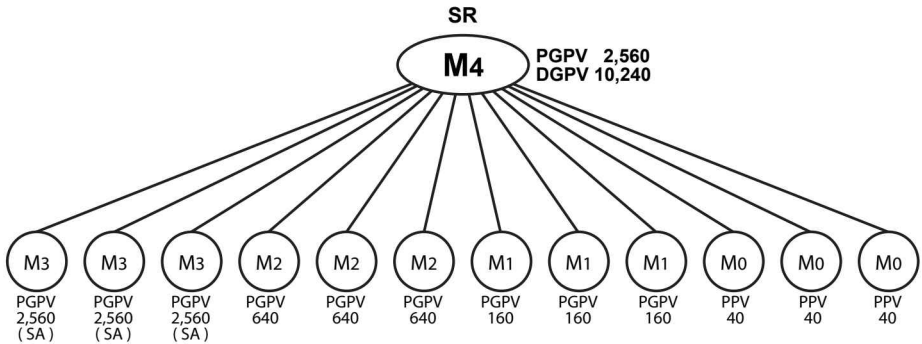 SR
M4
PGPV 2,560
DGPV 10,240
M3
M3
M3
M2
M2
M2
M1
M1
M1
M0
M0
M0
PGPV
2,560
( SA )
PGPV
2,560
( SA )
PGPV
2,560
( SA )
PGPV
640
PGPV
640
PGPV
640
PGPV
160
PGPV
160
PGPV
160
PPV
40
PPV
40
PPV
40